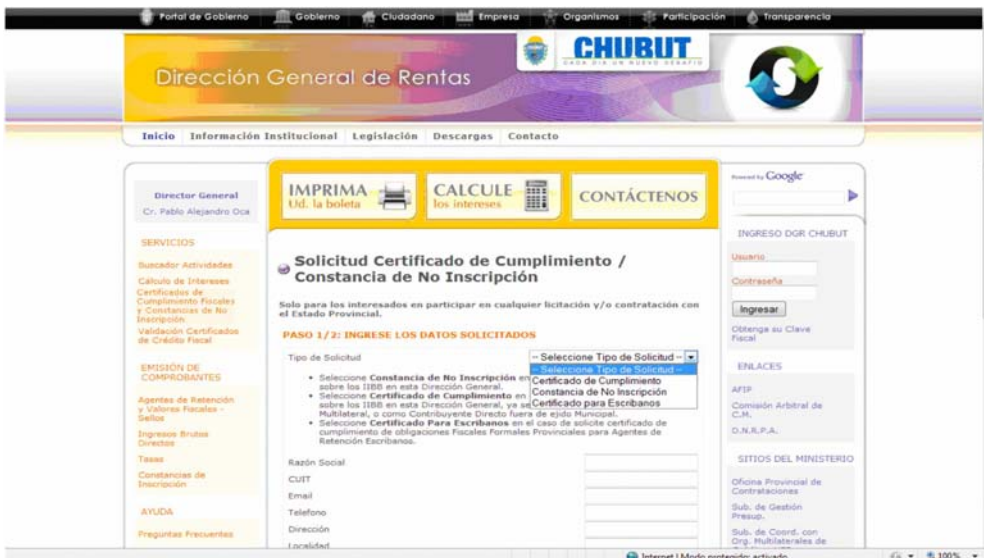 Portal de Gobierno Gobierno Ciudadano Empresa Organismos Participación Transparencia
Dirección General de Rentas
CHUBUT
CADA DIA UN NUEVO DESAFIO
Inicio Información Institucional Legislación Descargas Contacto
Director General
Cr. Pablo Alejandro Oca
SERVICIOS
Buscador Actividades
Cálculo de Intereses
Certificados de
Cumplimiento Fiscales
y Constancias de No
Inscripción
Validación Certificados
de Crédito Fiscal
EMISIÓN DE
COMPROBANTES
Agentes de Retención
y Valores Fiscales -
Sellos
Ingresos Brutos
Directos
Tasas
Constancias de
Inscripción
AYUDA
Preguntas Frecuentes
IMPRIMA
Ud. la boleta
CALCULE
los intereses
CONTÁCTENOS
Solicitud Certificado de Cumplimiento /
Constancia de No Inscripción
Solo para los interesados en participar en cualquier licitación y/o contratación con
el Estado Provincial.
PASO 1/2: INGRESE LOS DATOS SOLICITADOS
Tipo de Solicitud
-- Seleccione Tipo de Solicitud --
-- Seleccione Tipo de Solicitud --
Certificado de Cumplimiento
Constancia de No Inscripción
Certificado para Escribanos
Seleccione Constancia de No Inscripción en
sobre los IIBB en esta Dirección General.
Seleccione Certificado de Cumplimiento en
sobre los IIBB en esta Dirección General, ya se
Multilateral, o como Contribuyente Directo fuera de ejido Municipal.
Seleccione Certificado Para Escribanos en el caso de solicite certificado de
cumplimiento de obligaciones Fiscales Formales Provinciales para Agentes de
Retención Escribanos.
Razón Social
CUIT
Email
Telefono
Dirección
Localidad
Powered by Google
INGRESO DGR CHUBUT
Usuario
Contraseña
Ingresar
Obtenga su Clave
Fiscal
ENLACES
AFIP
Comisión Arbitral de
C.M.
D.N.R.P.A.
SITIOS DEL MINISTERIO
Oficina Provincial de
Contrataciones
Sub. de Gestión
Presup.
Sub. de Coord. con
Org. Multilaterales de
Internet | Modo protegido: activado
100%